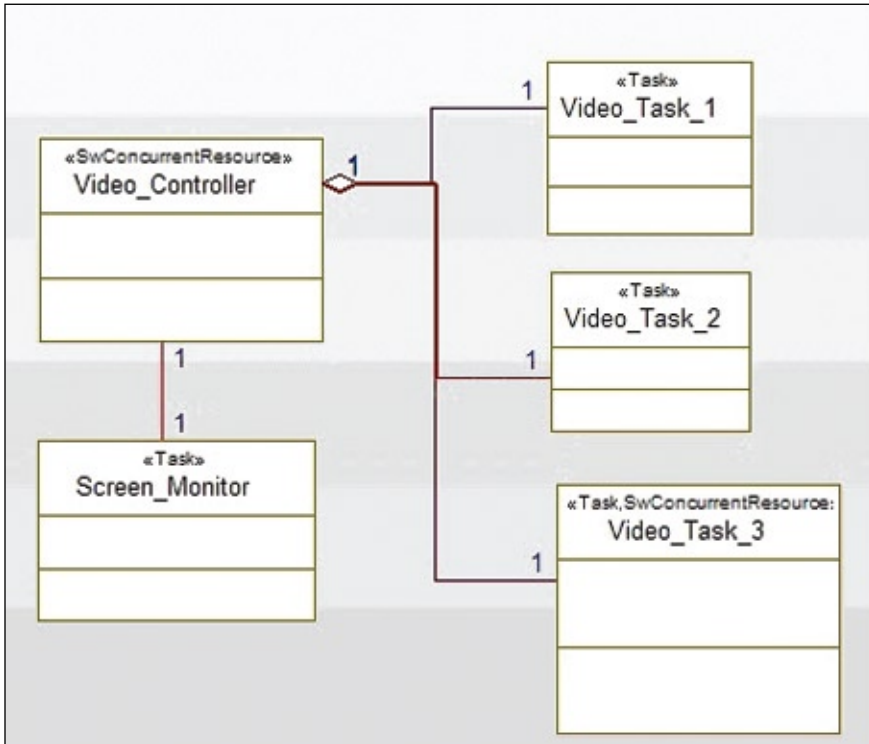 «SwConcurrentResource»
Video_Controller
1
1
«Task»
Video_Task_1
1
«Task»
Video_Task_2
1
«Task,SwConcurrentResource:
Video_Task_3
1
1
«Task»
Screen_Monitor